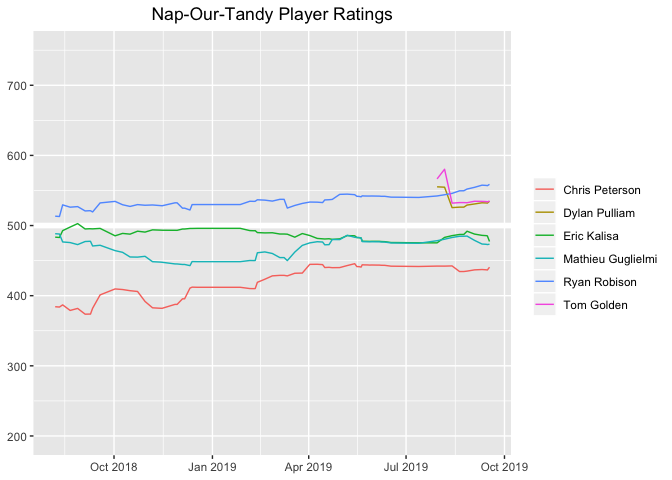 Nap-Our-Tandy Player Ratings
700
600
500
400
300
200
Oct 2018
Jan 2019
Apr 2019
Jul 2019
Oct 2019
Chris Peterson
Dylan Pulliam
Eric Kalisa
Mathieu Guglielmi
Ryan Robison
Tom Golden